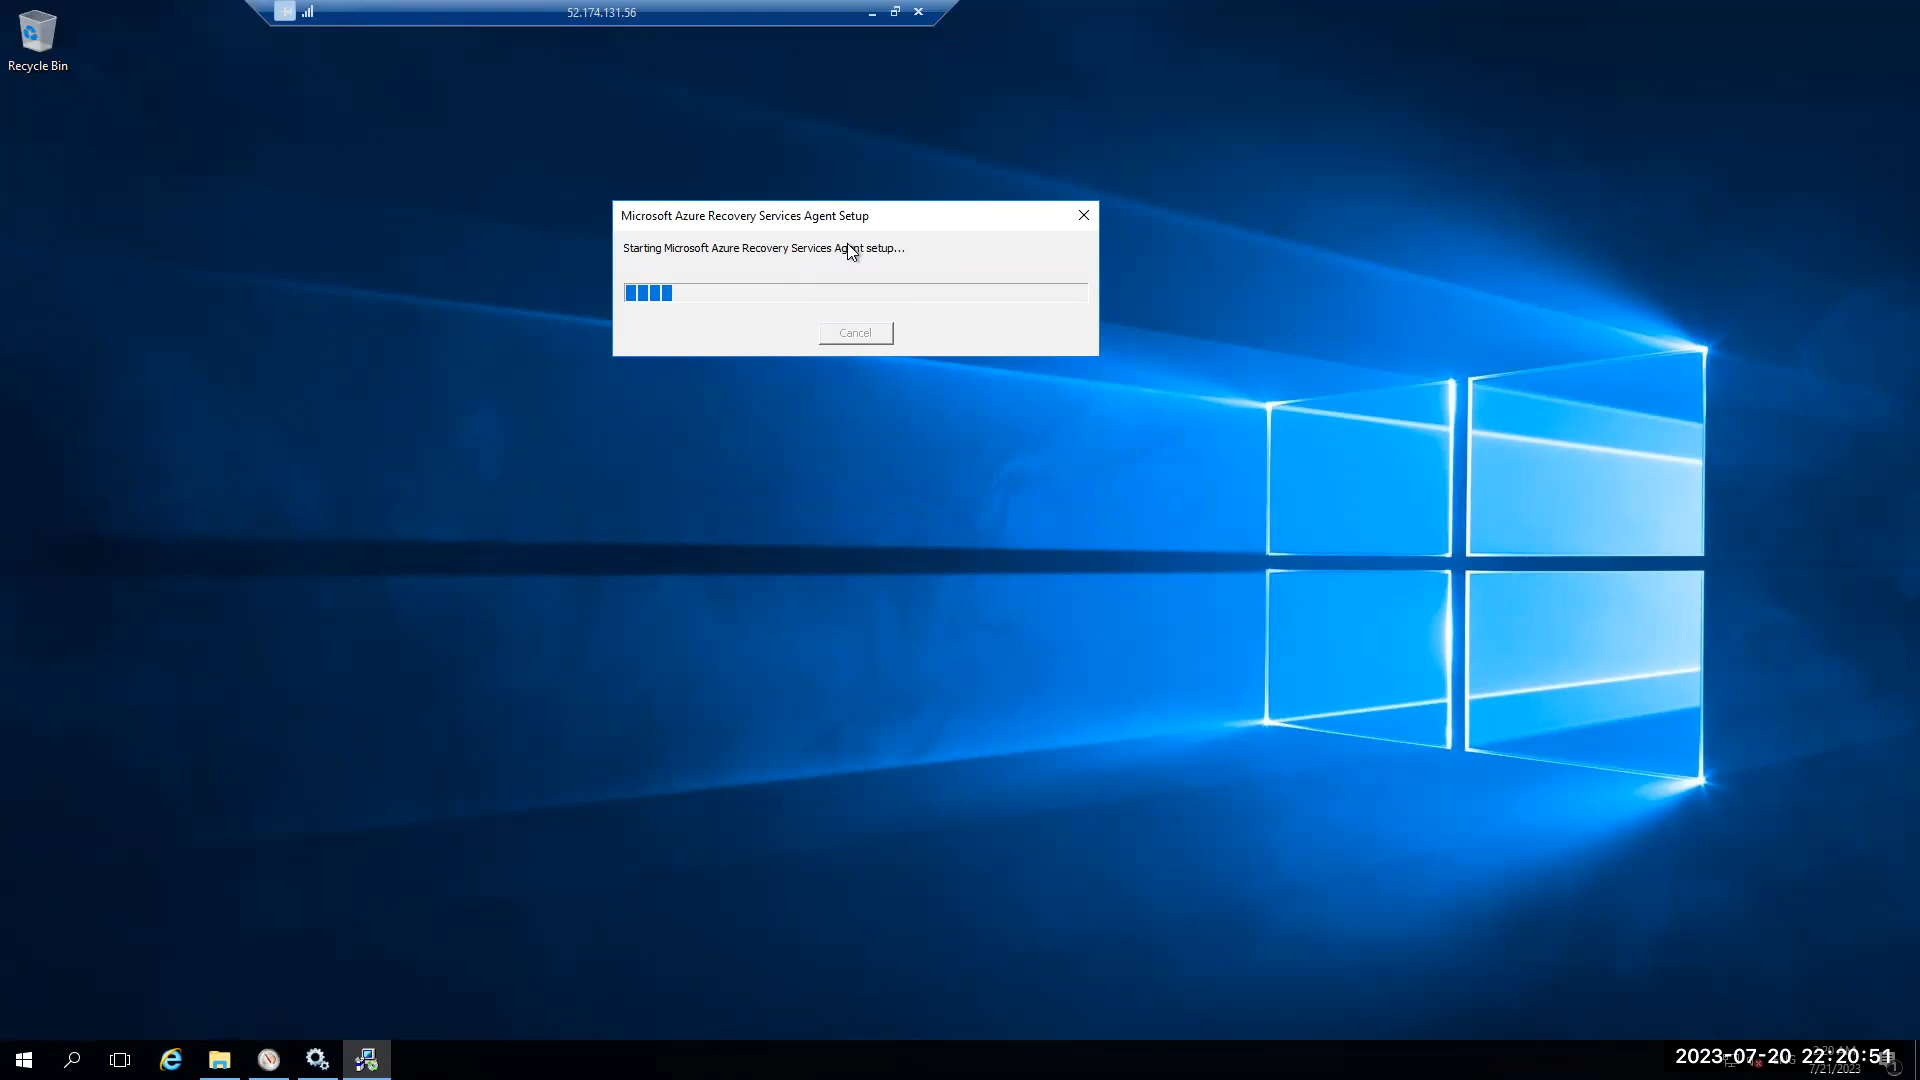 52.174.131.56
Recycle Bin
Microsoft Azure Recovery Services Agent Setup
Starting Microsoft Azure Recovery Services Agent setup...
Cancel
2023-07-20 22:20:51
7/21/2023